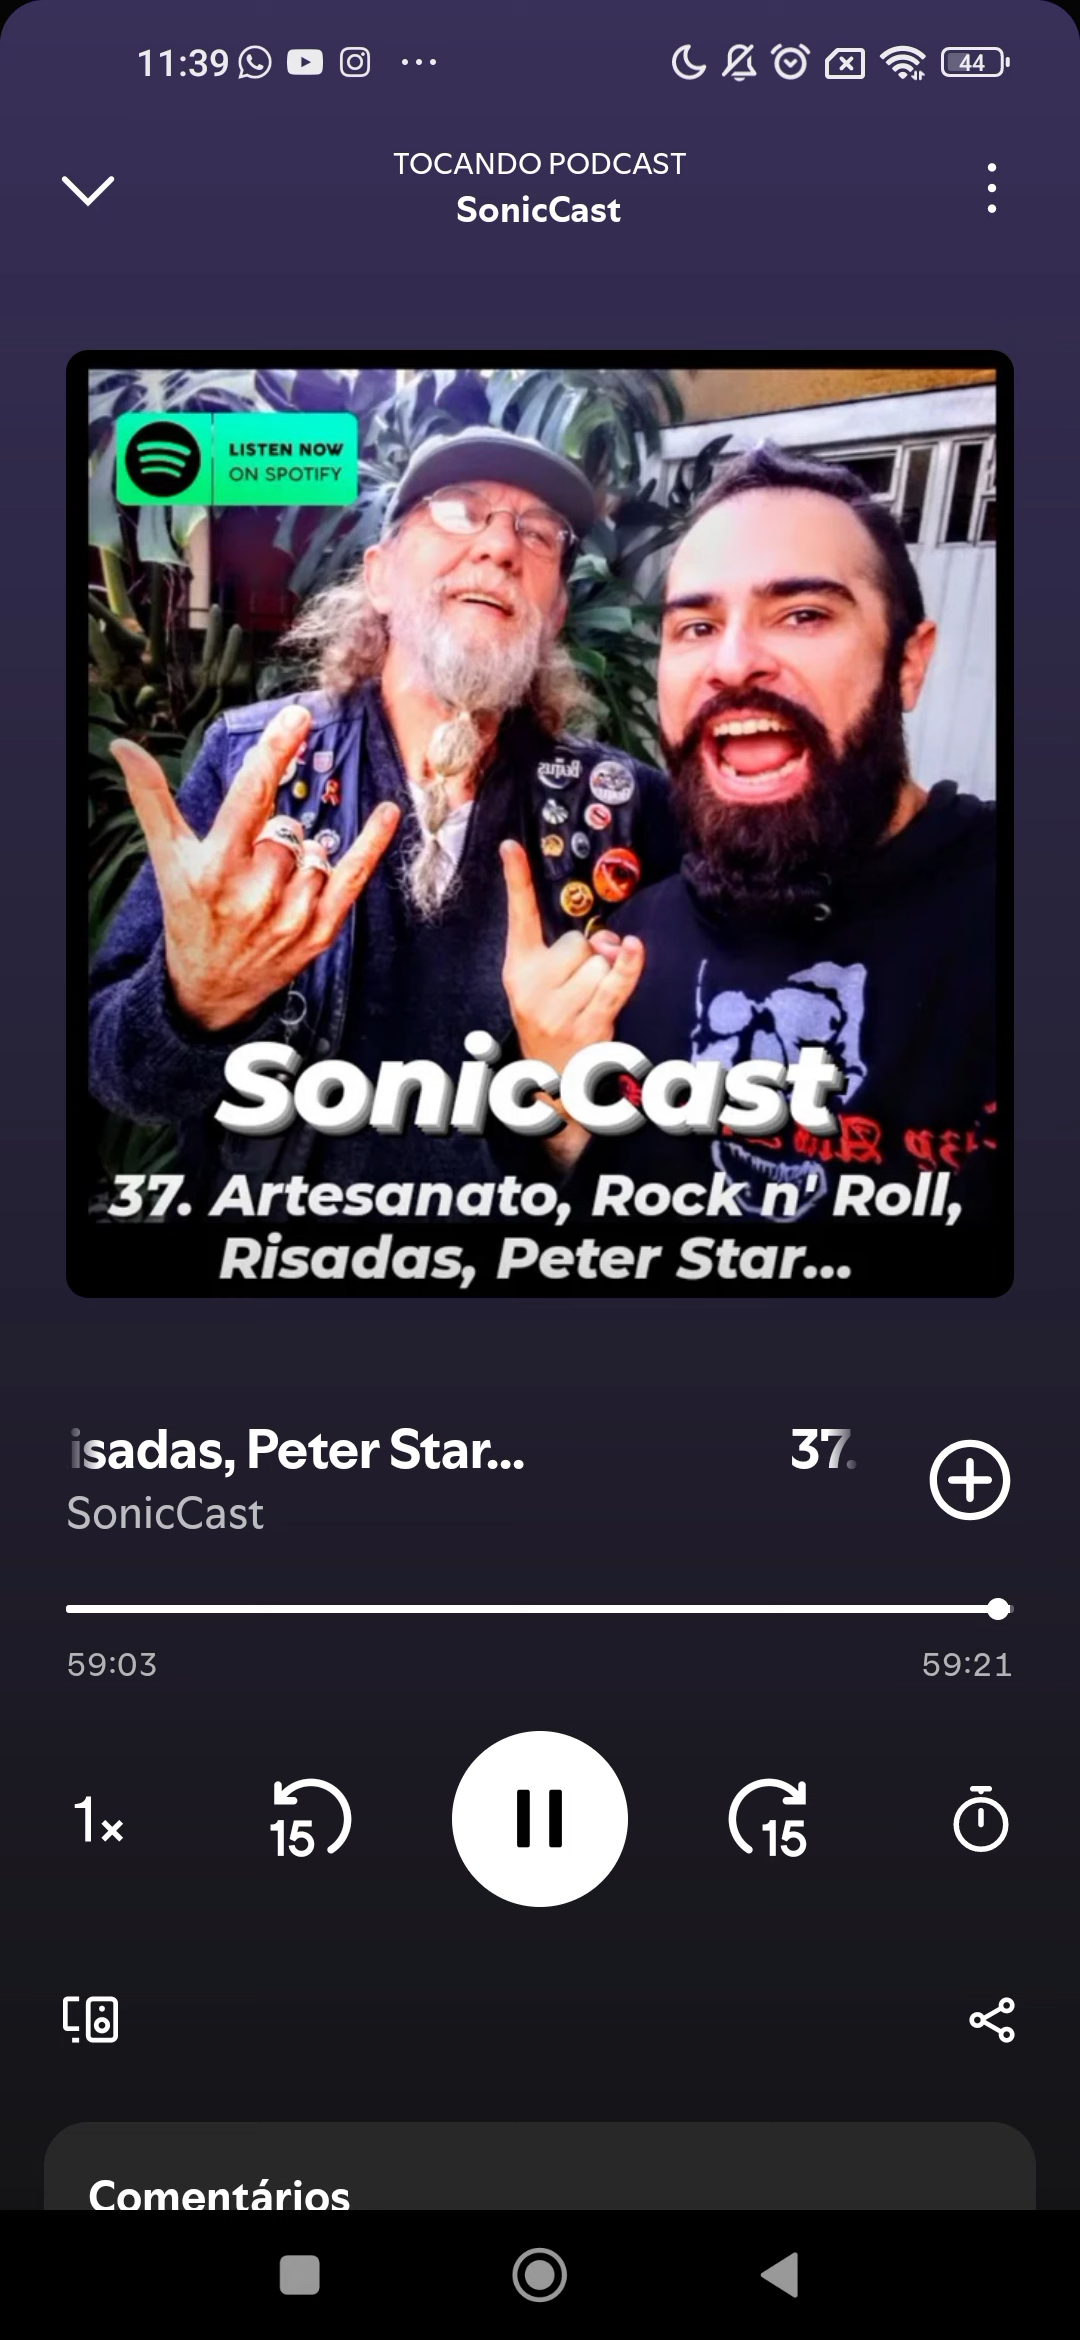 11:39
44
TOCANDO PODCAST
SonicCast
LISTEN NOW
ON SPOTIFY
SonicCast
37. Artesanato, Rock n' Roll,
Risadas, Peter Star...
isadas, Peter Star... 37.
SonicCast
59:03 59:21
1x 15 15
Comentários